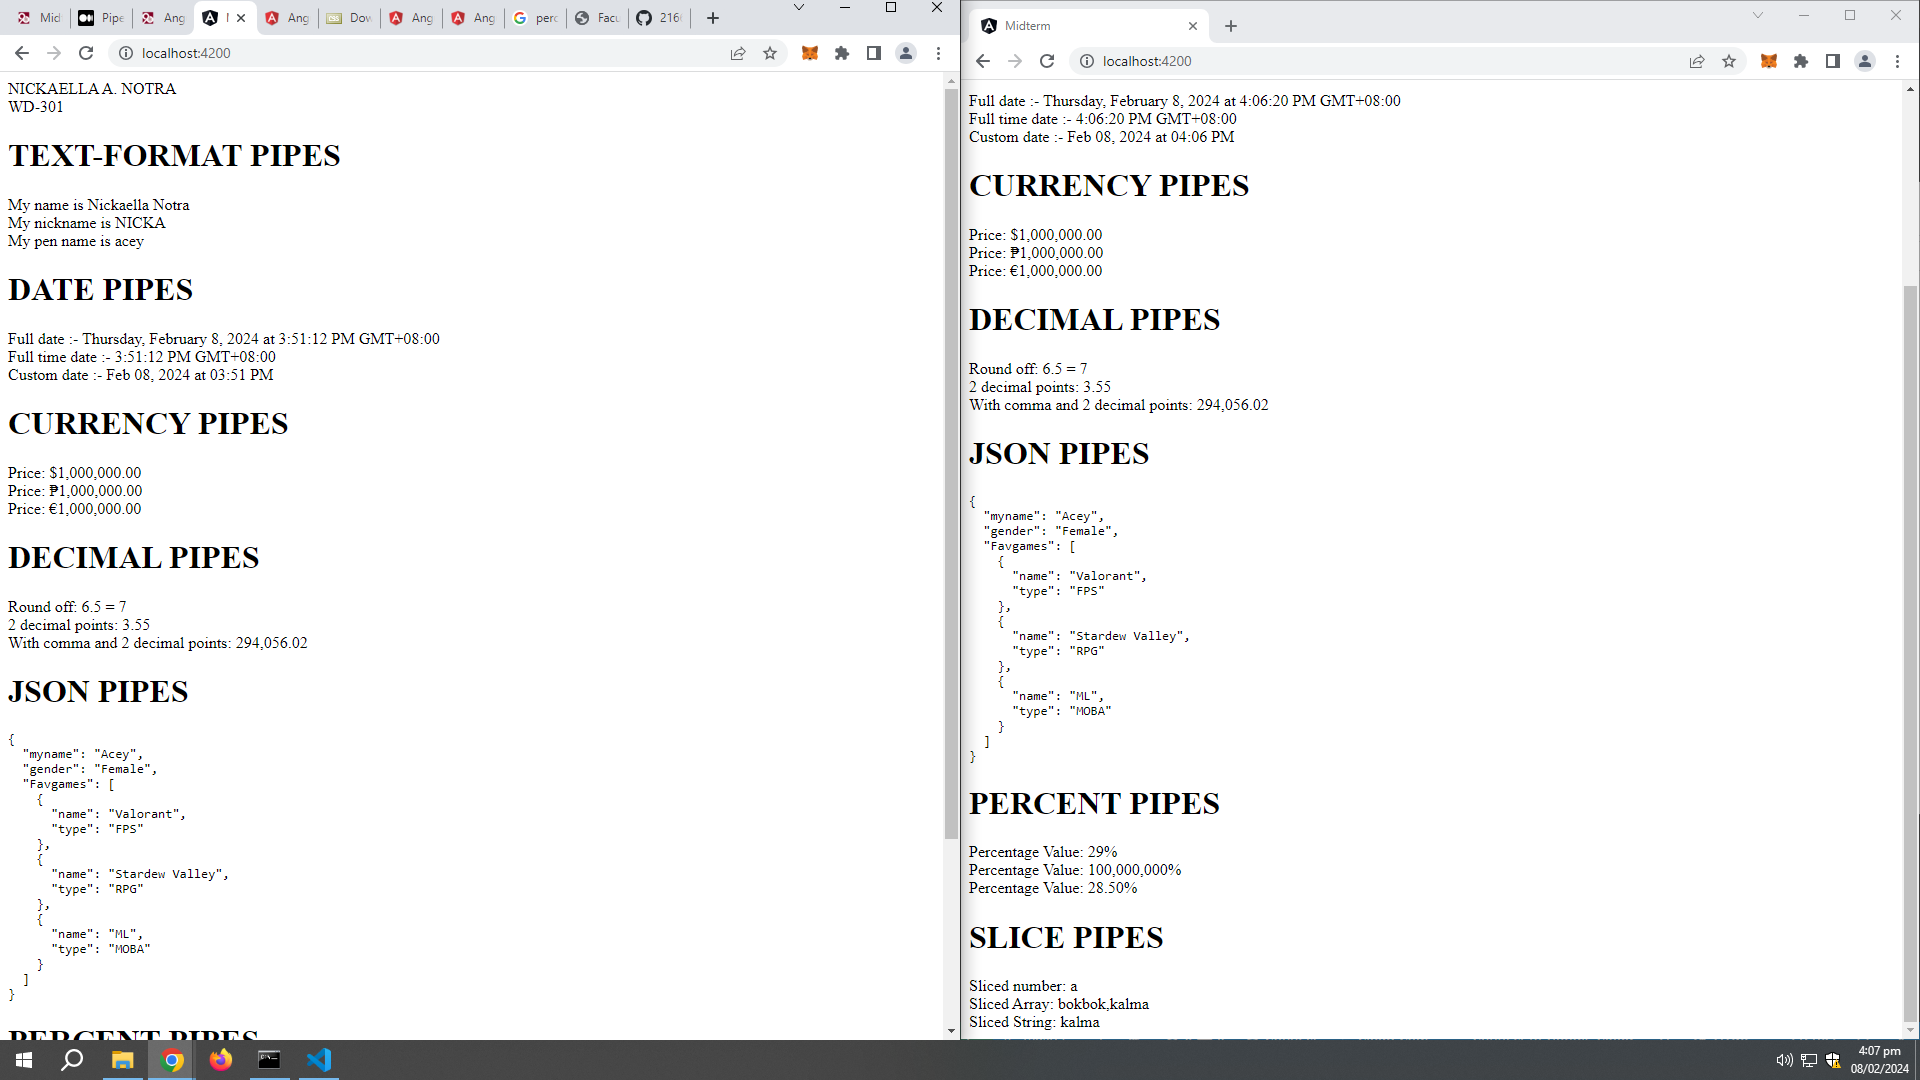 Mid
Pipe
Ang
Ang
Dow
Ang
Ang
perc
Facu
216
localhost:4200
NICKAELLA A. NOTRA
WD-301
TEXT-FORMAT PIPES
My name is Nickaella Notra
My nickname is NICKA
My pen name is acey
DATE PIPES
Full date :- Thursday, February 8, 2024 at 3:51:12 PM GMT+08:00
Full time date :- 3:51:12 PM GMT+08:00
Custom date :- Feb 08, 2024 at 03:51 PM
CURRENCY PIPES
Price: $1,000,000.00
Price: ₱1,000,000.00
Price: €1,000,000.00
DECIMAL PIPES
Round off: 6.5 = 7
2 decimal points: 3.55
With comma and 2 decimal points: 294,056.02
JSON PIPES
{
"myname": "Acey",
"gender": "Female",
"Favgames": [
{
"name": "Valorant",
"type": "FPS"
},
{
"name": "Stardew Valley",
"type": "RPG"
},
{
"name": "ML",
"type": "MOBA"
}
]
}
PERCENT PIPES
Midterm
localhost:4200
Full date :- Thursday, February 8, 2024 at 4:06:20 PM GMT+08:00
Full time date :- 4:06:20 PM GMT+08:00
Custom date :- Feb 08, 2024 at 04:06 PM
CURRENCY PIPES
Price: $1,000,000.00
Price: ₱1,000,000.00
Price: €1,000,000.00
DECIMAL PIPES
Round off: 6.5 = 7
2 decimal points: 3.55
With comma and 2 decimal points: 294,056.02
JSON PIPES
{
"myname": "Acey",
"gender": "Female",
"Favgames": [
{
"name": "Valorant",
"type": "FPS"
},
{
"name": "Stardew Valley",
"type": "RPG"
},
{
"name": "ML",
"type": "MOBA"
}
]
}
PERCENT PIPES
Percentage Value: 29%
Percentage Value: 100,000,000%
Percentage Value: 28.50%
SLICE PIPES
Sliced number: a
Sliced Array: bokbok,kalma
Sliced String: kalma
4:07 pm
08/02/2024